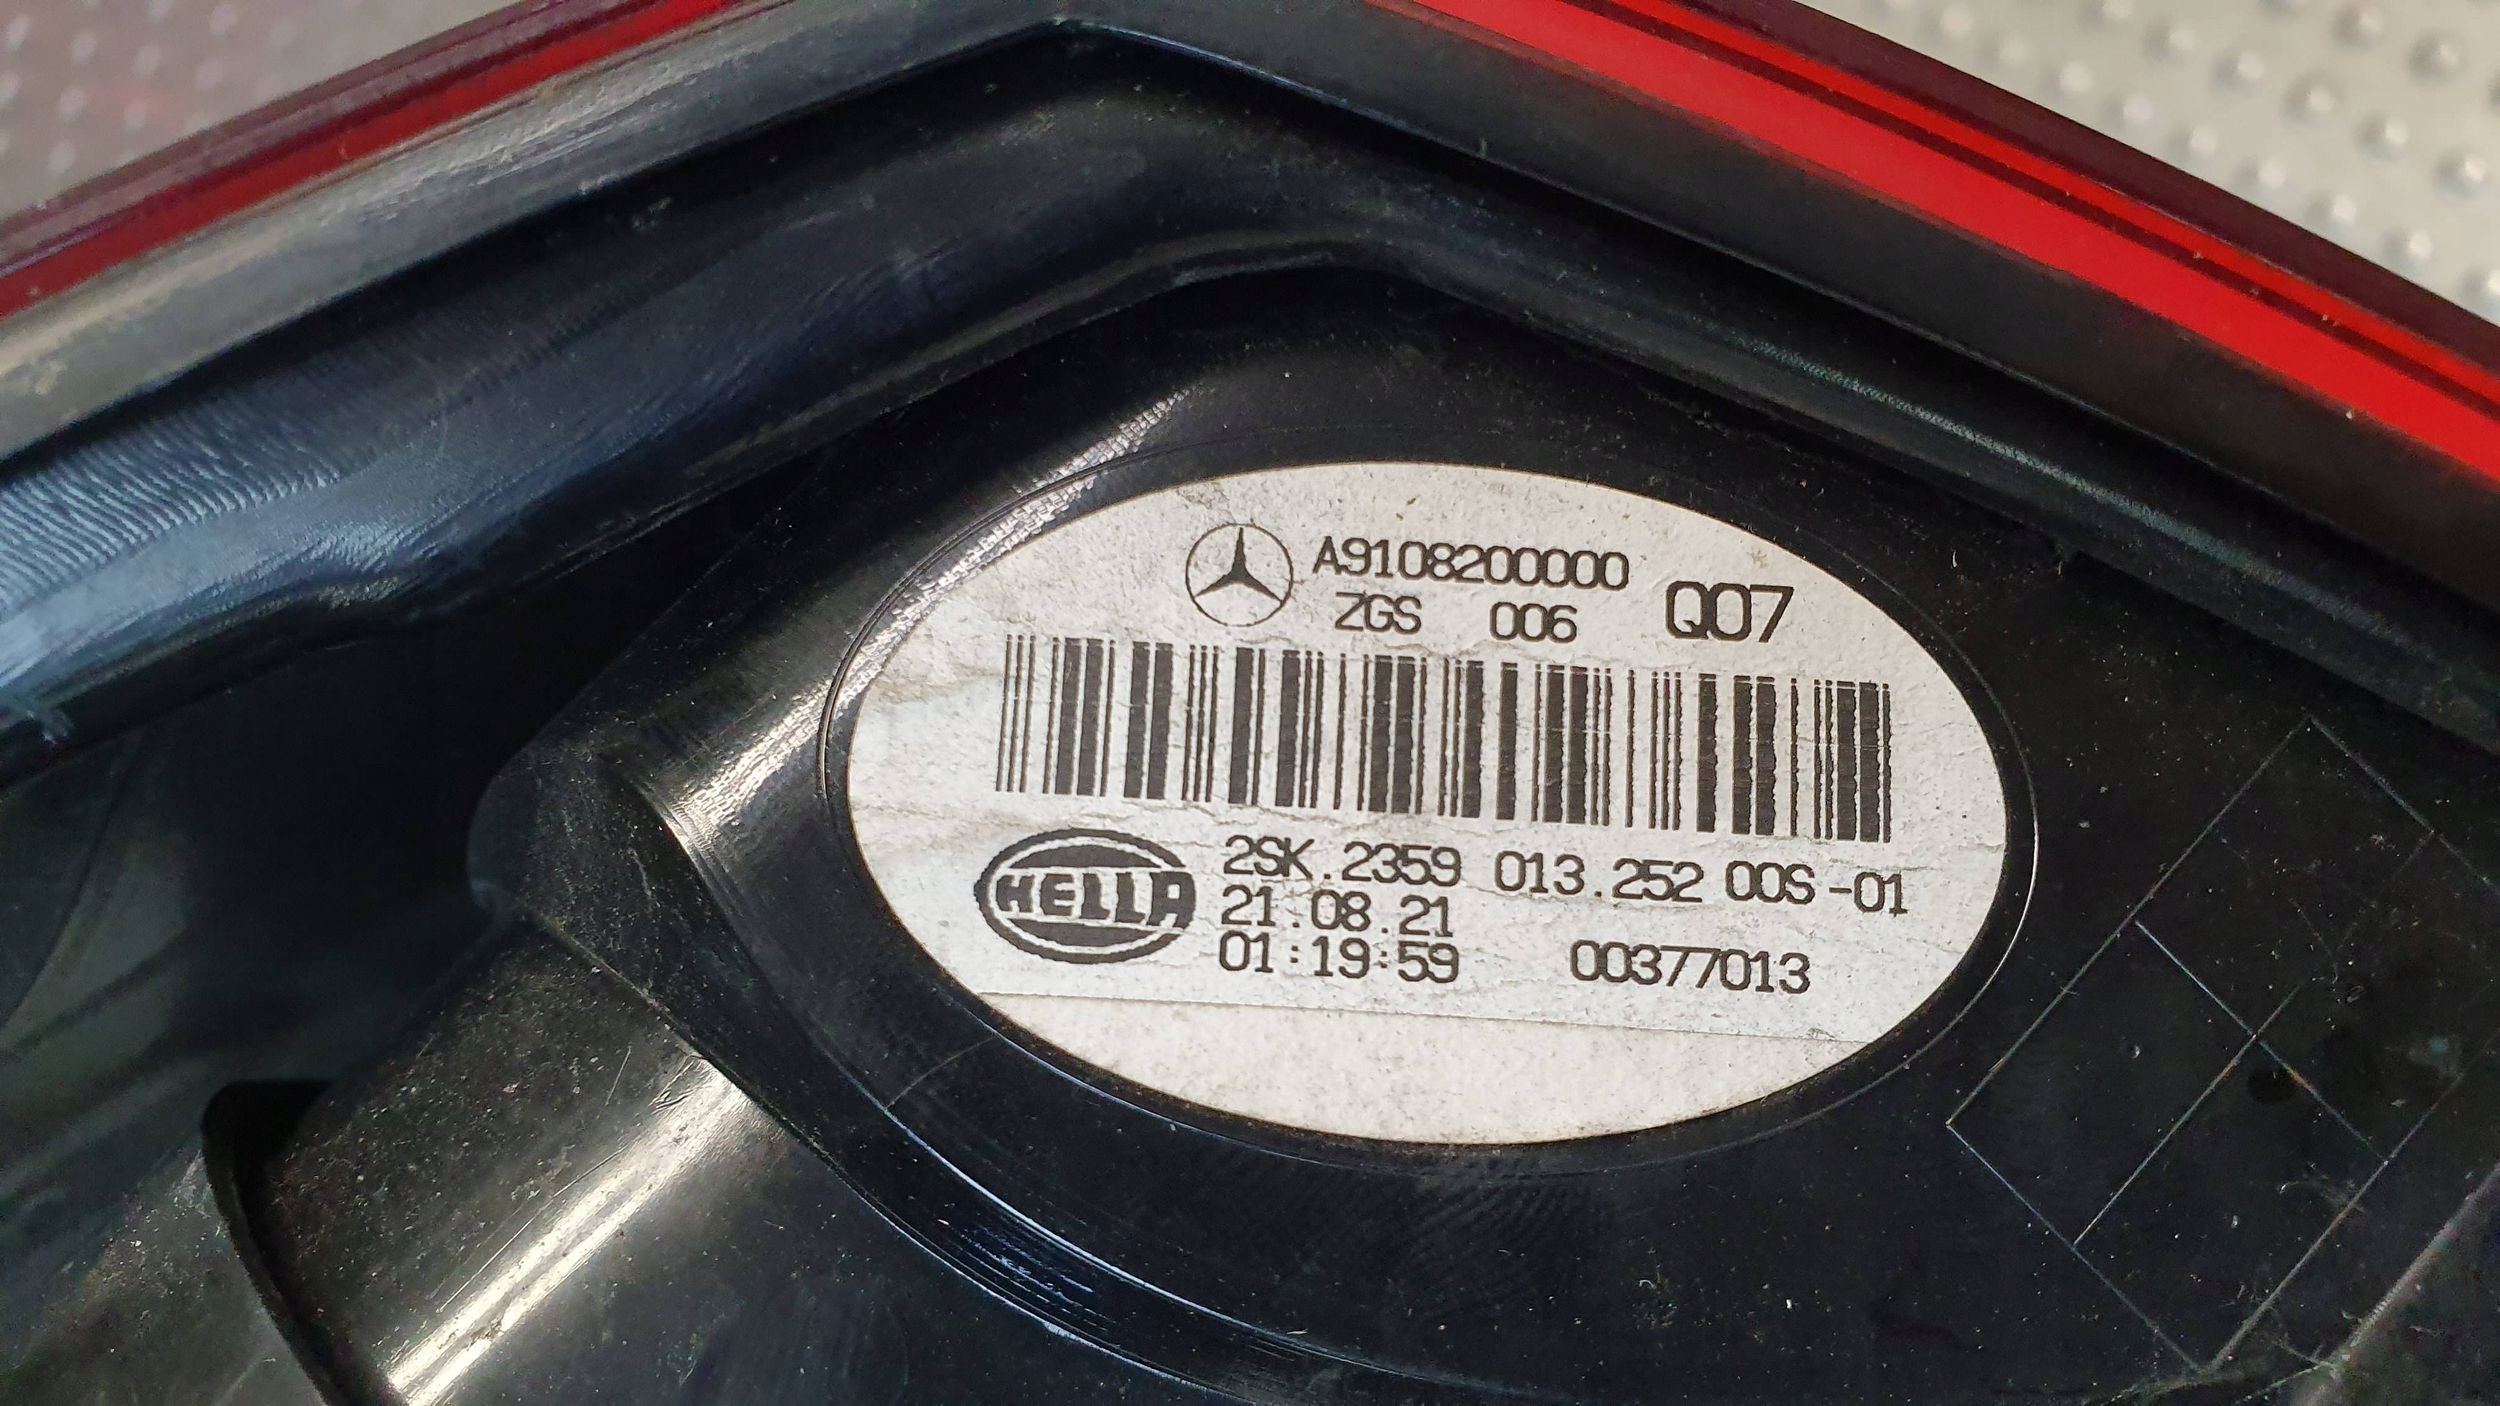 A9108200000
ZGS 006 Q07
HELLA
2SK.2359 013.252 00S-01
21.08.21
01:19:59 00377013